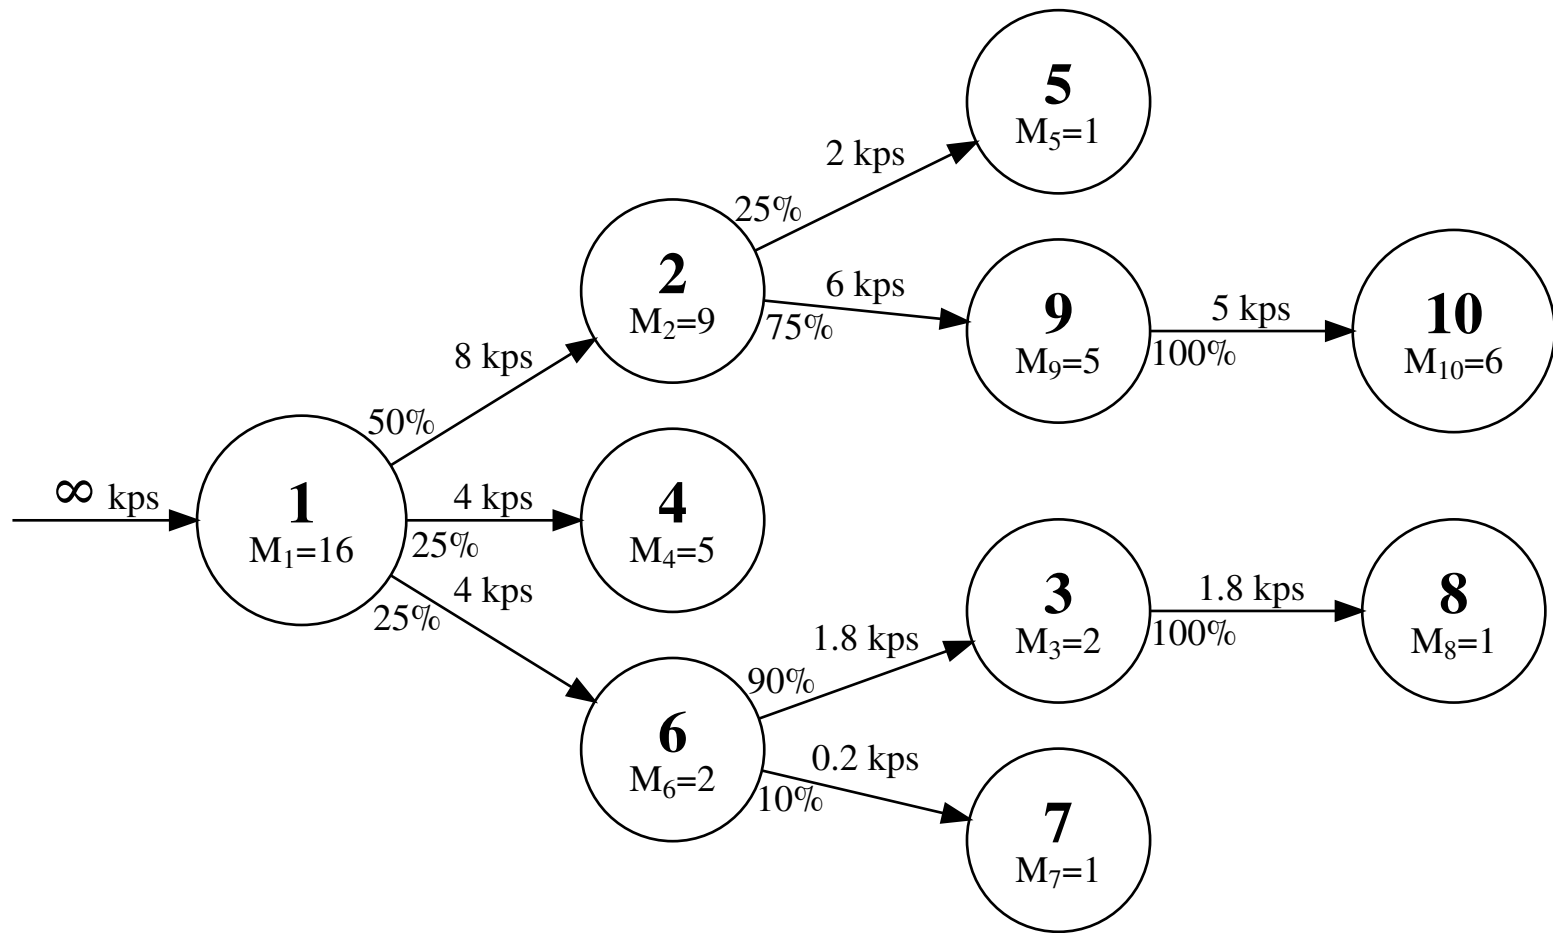 5
M₅=1
2 kps
25%
2
M₂=9
6 kps
75%
9
M₉=5
5 kps
100%
10
M₁₀=6
8 kps
50%
∞ kps
1
M₁=16
4 kps
25%
4
M₄=5
4 kps
25%
6
M₆=2
1.8 kps
90%
3
M₃=2
1.8 kps
100%
8
M₈=1
0.2 kps
10%
7
M₇=1